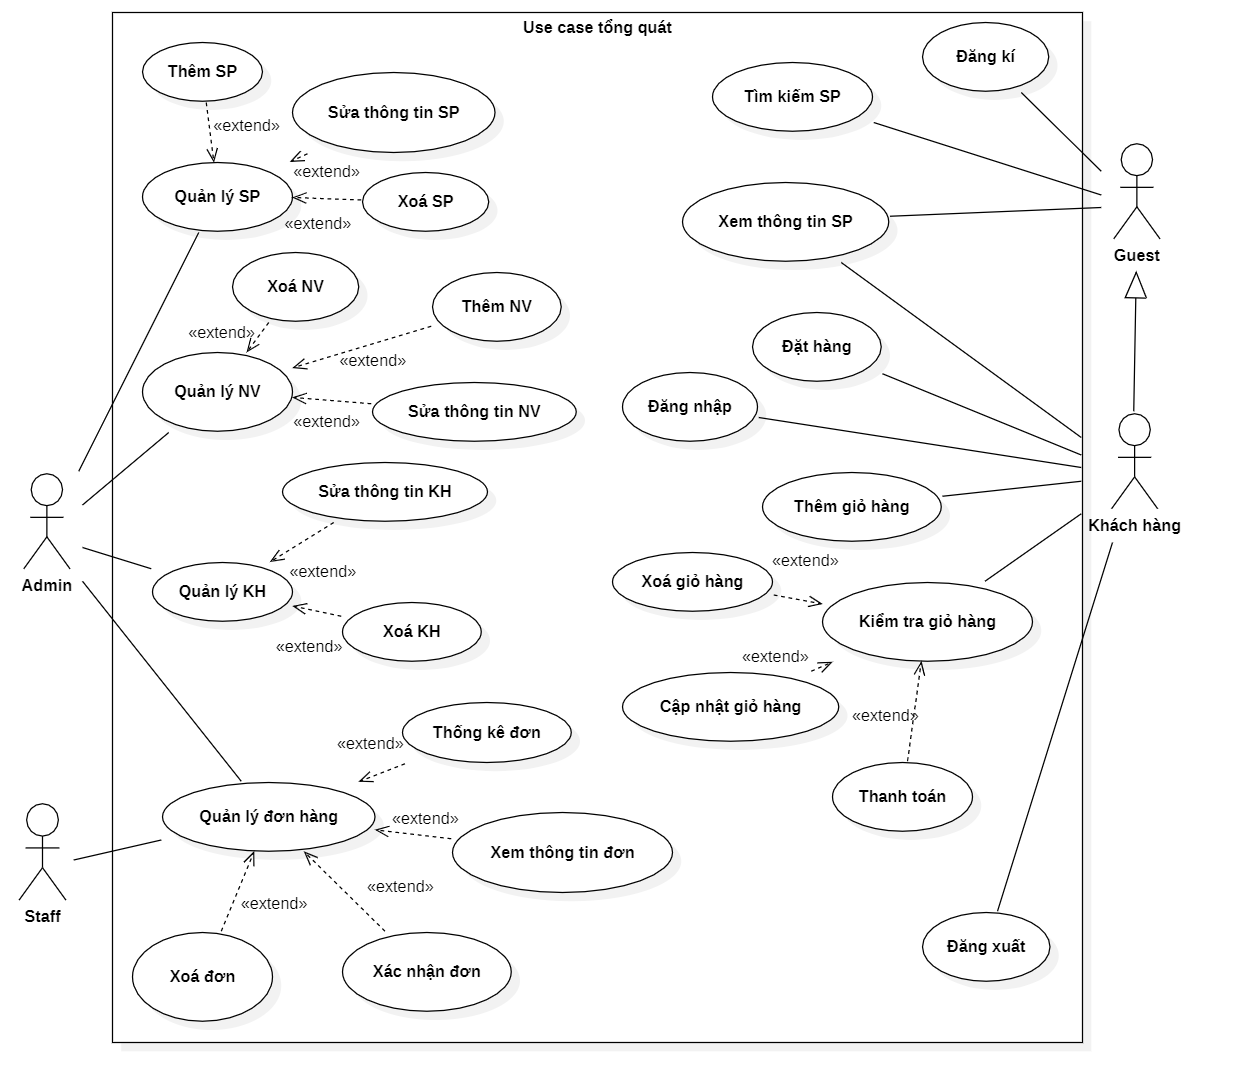 Use case tổng quát
Thêm SP
«extend»
Sửa thông tin SP
«extend»
Quản lý SP
Xoá SP
«extend»
Xoá NV
«extend»
Thêm NV
«extend»
Quản lý NV
Sửa thông tin NV
«extend»
Sửa thông tin KH
«extend»
Quản lý KH
Xoá KH
«extend»
Admin
Thống kê đơn
«extend»
Quản lý đơn hàng
«extend»
Xem thông tin đơn
«extend»
«extend»
Xoá đơn
Xác nhận đơn
Staff
Đăng kí
Tìm kiếm SP
Xem thông tin SP
Guest
Đặt hàng
Đăng nhập
Thêm giỏ hàng
Khách hàng
Xoá giỏ hàng
«extend»
Kiểm tra giỏ hàng
«extend»
Cập nhật giỏ hàng
«extend»
Thanh toán
Đăng xuất